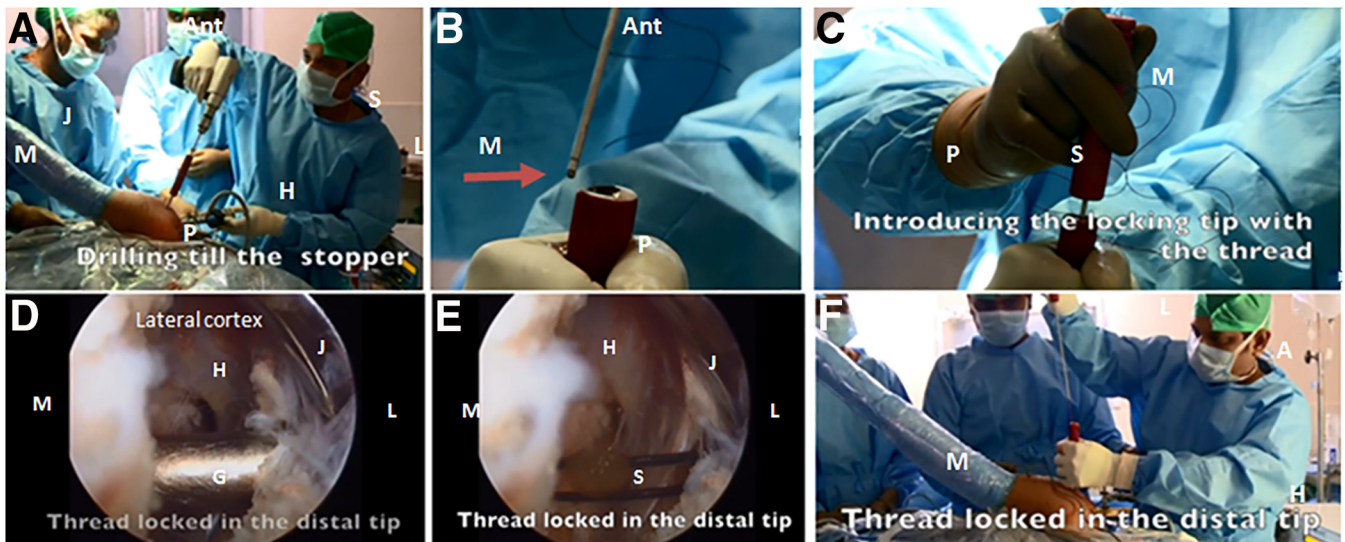 A
Ant
J
S
M
L
H
P
Drilling till the stopper
B
Ant
M
P
C
M
P
S
Introducing the locking tip with
the thread
D
Lateral cortex
J
H
M
L
G
Thread locked in the distal tip
E
H
J
M
L
S
Thread locked in the distal tip
F
L
A
M
H
Thread locked in the distal tip